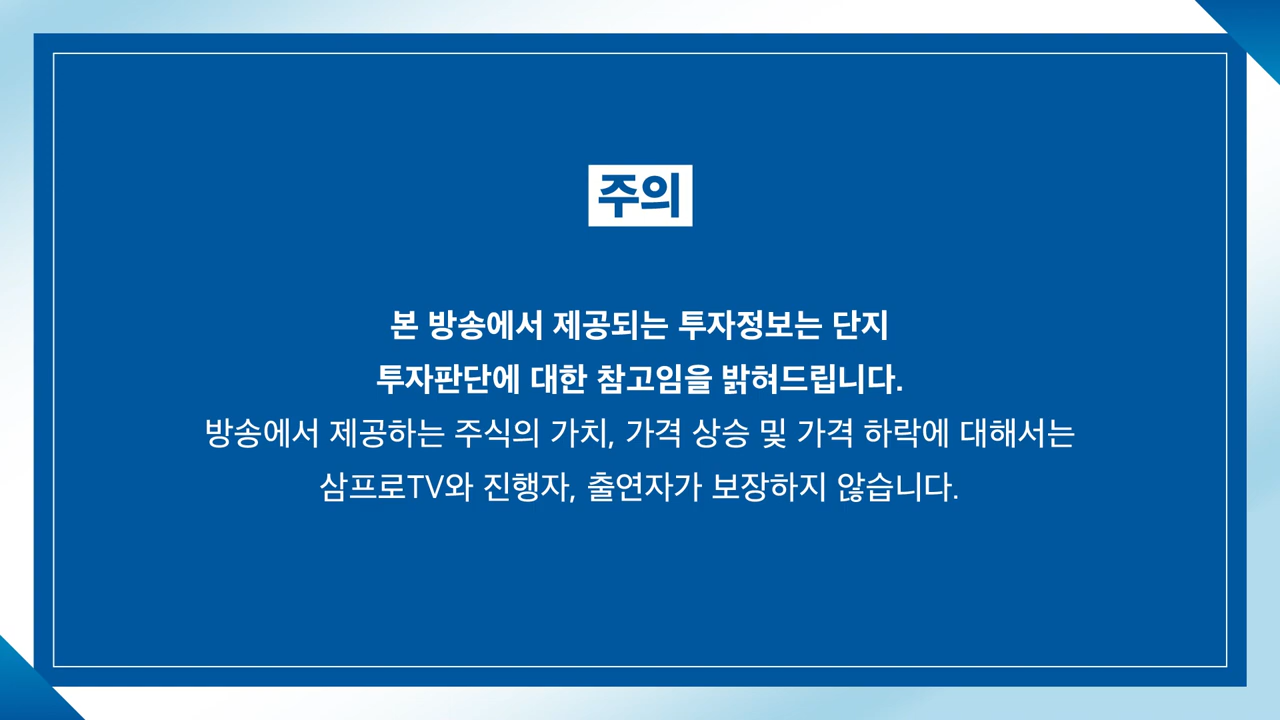 주의
본 방송에서 제공되는 투자정보는 단지
투자판단에 대한 참고임을 밝혀드립니다.
방송에서 제공하는 주식의 가치, 가격 상승 및 가격 하락에 대해서는
삼프로TV와 진행자, 출연자가 보장하지 않습니다.